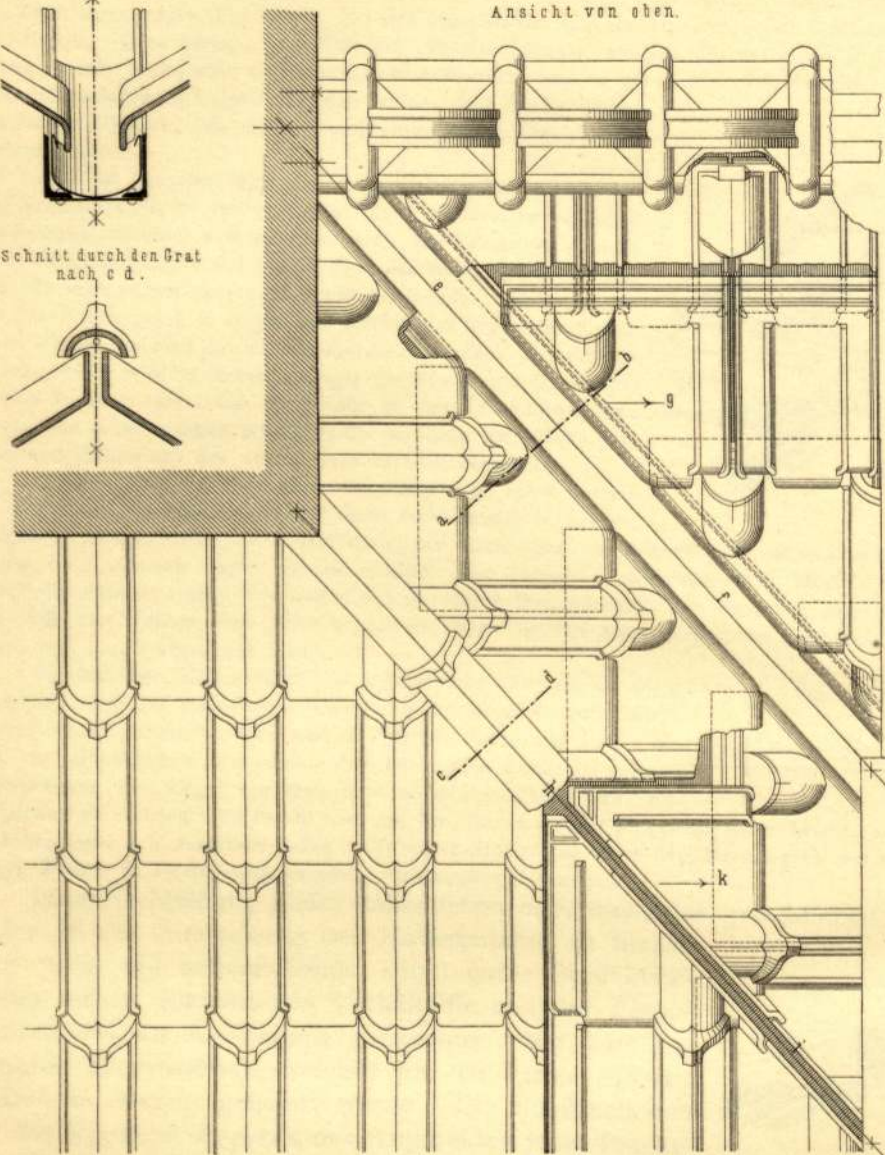 Ansicht von oben.
Schnitt durch den Grat
nach c d.
e
b
g
a
f
d
c
h
k
i